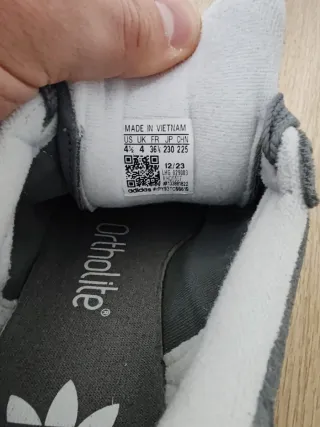 MADE IN VIETNAM
US UK FR JP CHN
4½ 4 36⅔ 230 225
12/23
adidas
Ortholite®